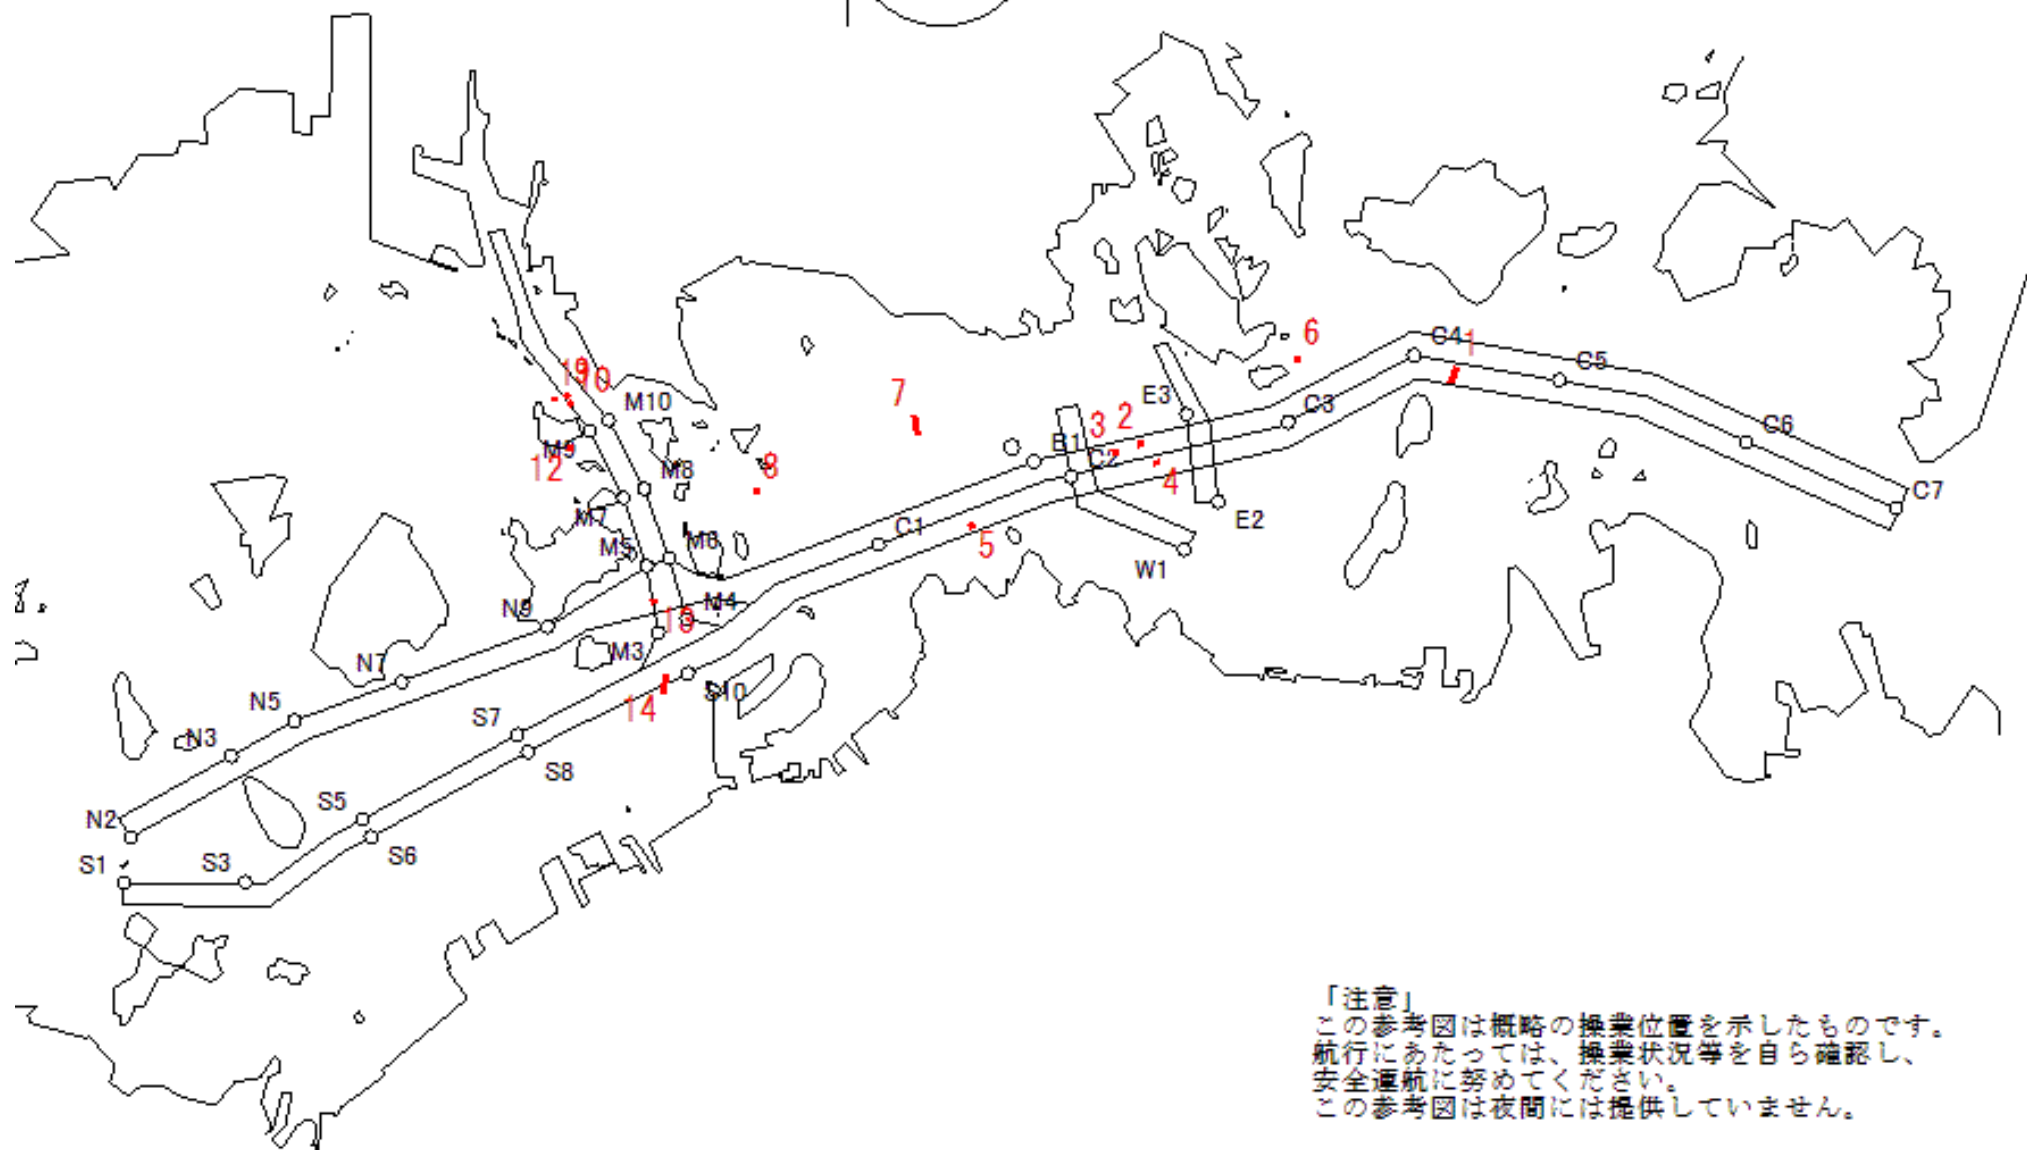 6
C4
1
C5
M10
7
E3
C3
3
2
B1
C6
M9
12
M8
8
C2
4
C7
M7
E2
C1
M5
M6
5
W1
N9
M4
M3
N7
S10
14
N5
S7
N3
S8
S5
N2
S6
S1
S3
「注意」
この参考図は概略の操業位置を示したものです。
航行にあたっては、操業状況等を自ら確認し、
安全運航に努めてください。
この参考図は夜間には提供していません。